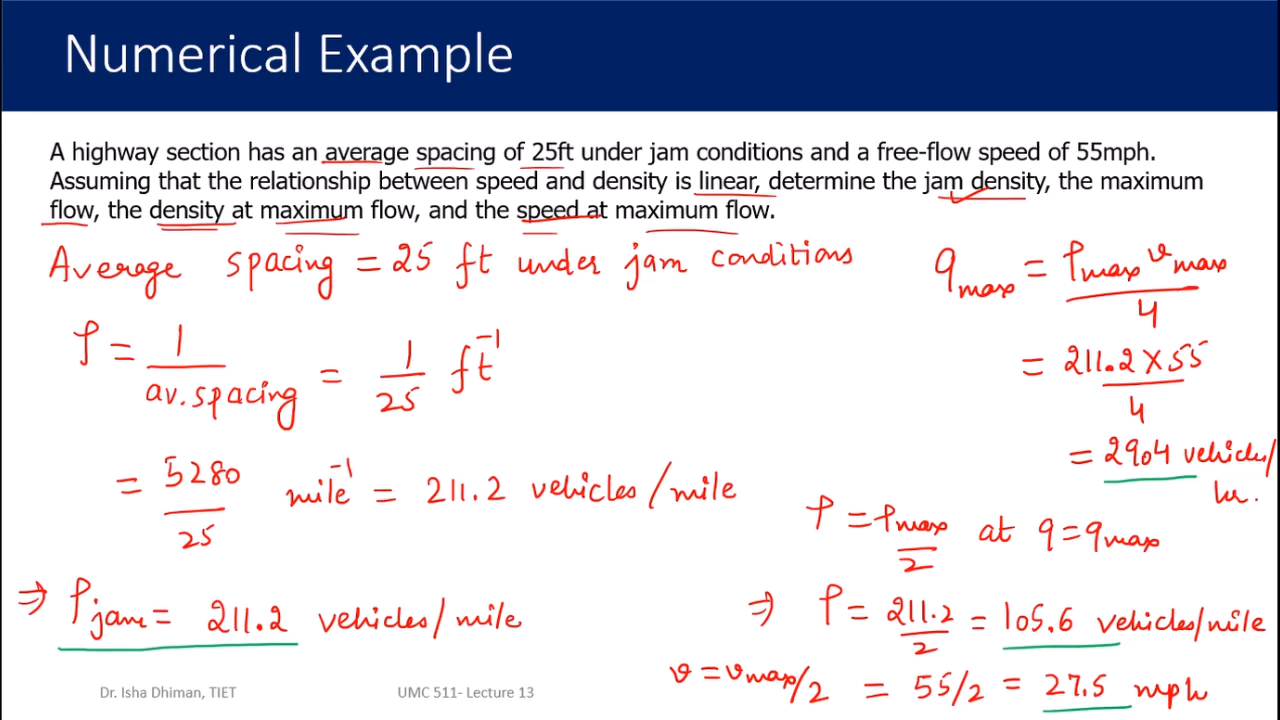 Numerical Example
A highway section has an average spacing of 25ft under jam conditions and a free-flow speed of 55mph.
Assuming that the relationship between speed and density is linear, determine the jam density, the maximum
flow, the density at maximum flow, and the speed at maximum flow.
Average spacing = 25 ft under jam conditions
ρ = 1/av.spacing = 1/25 ft⁻¹
= 5280/25 mile⁻¹ = 211.2 vehicles/mile
⇒ ρjam = 211.2 vehicles/mile
qmax = ρmax vmax/4
= 211.2 × 55/4
= 2904 vehicles/
hr.
ρ = ρmax/2 at q = qmax
⇒ ρ = 211.2/2 = 105.6 vehicles/mile
v = vmax/2 = 55/2 = 27.5 mph
Dr. Isha Dhiman, TIET
UMC 511- Lecture 13